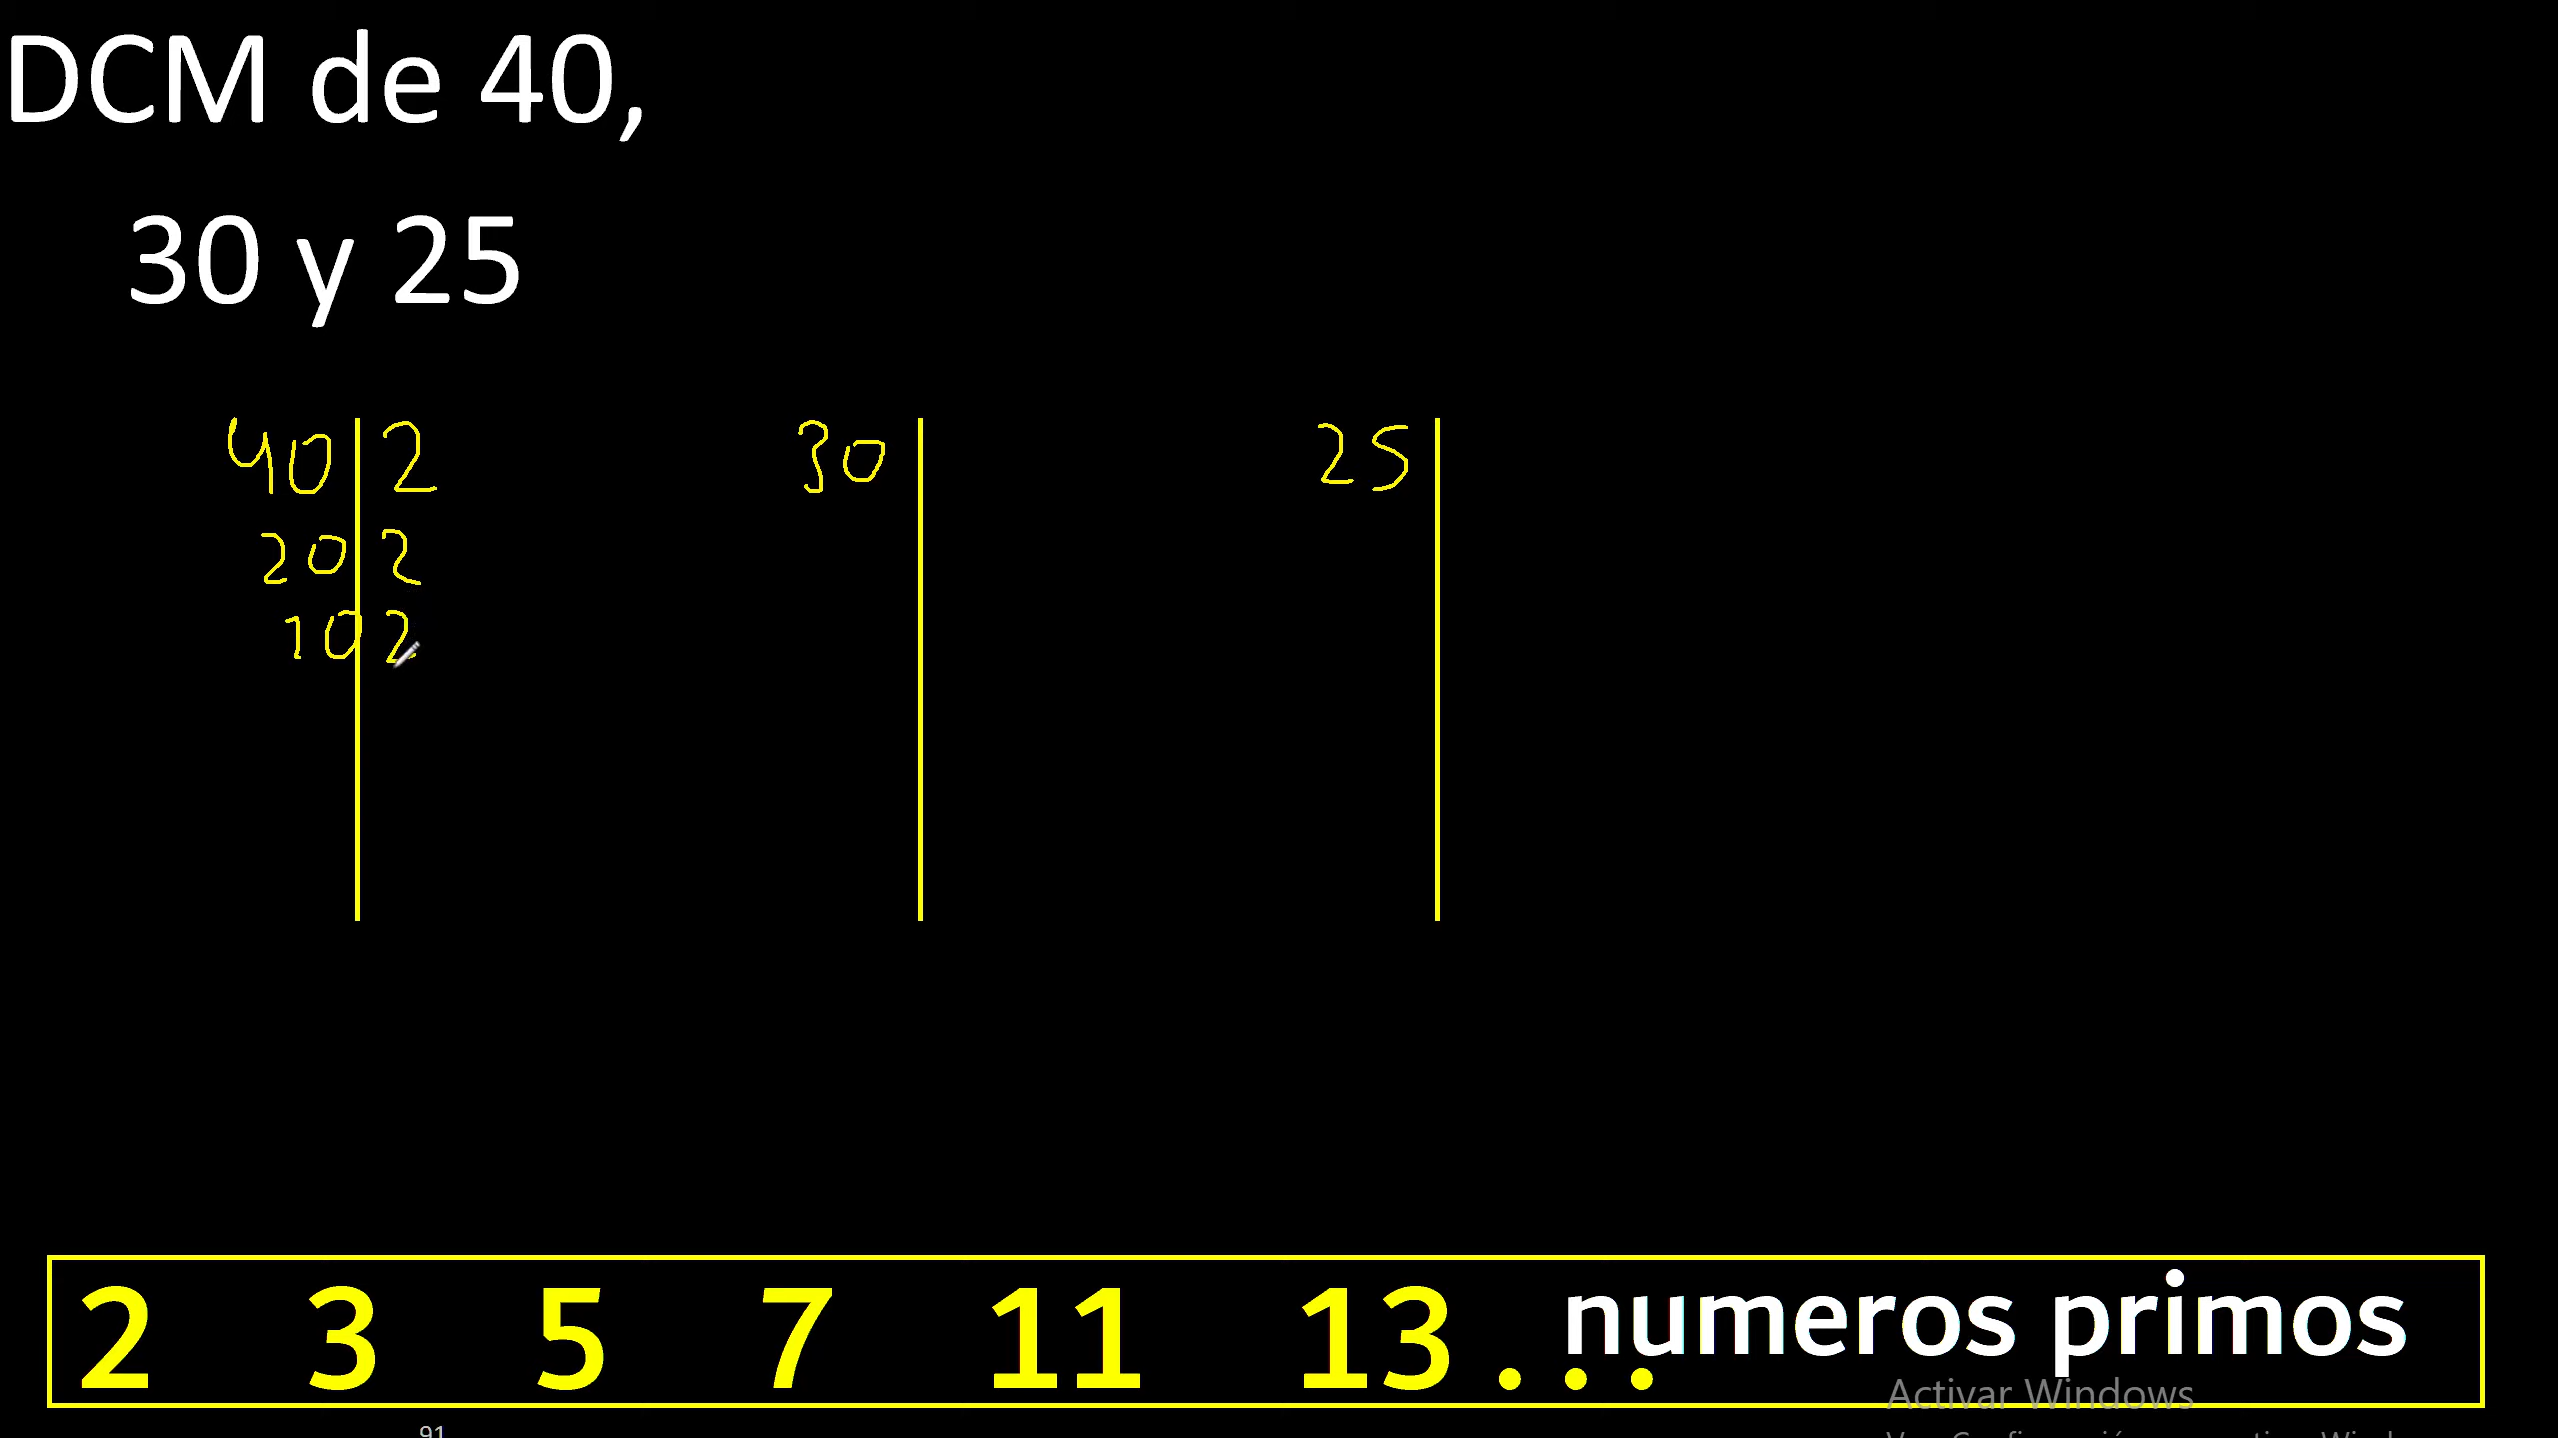 DCM de 40,
30 y 25
40 2 30 25
20 2
10 2
2 3 5 7 11 13 ... numeros primos
Activar Windows
91